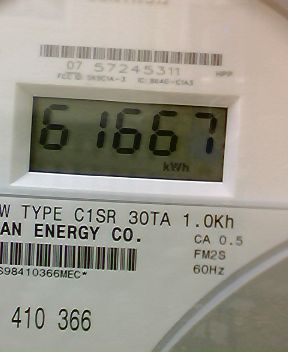 07 57245311
HPP
61667
kWh
W TYPE C1SR 30TA 1.0Kh
AN ENERGY CO.
CA 0.5
FM2S
60Hz
S98410366MEC*
410 366